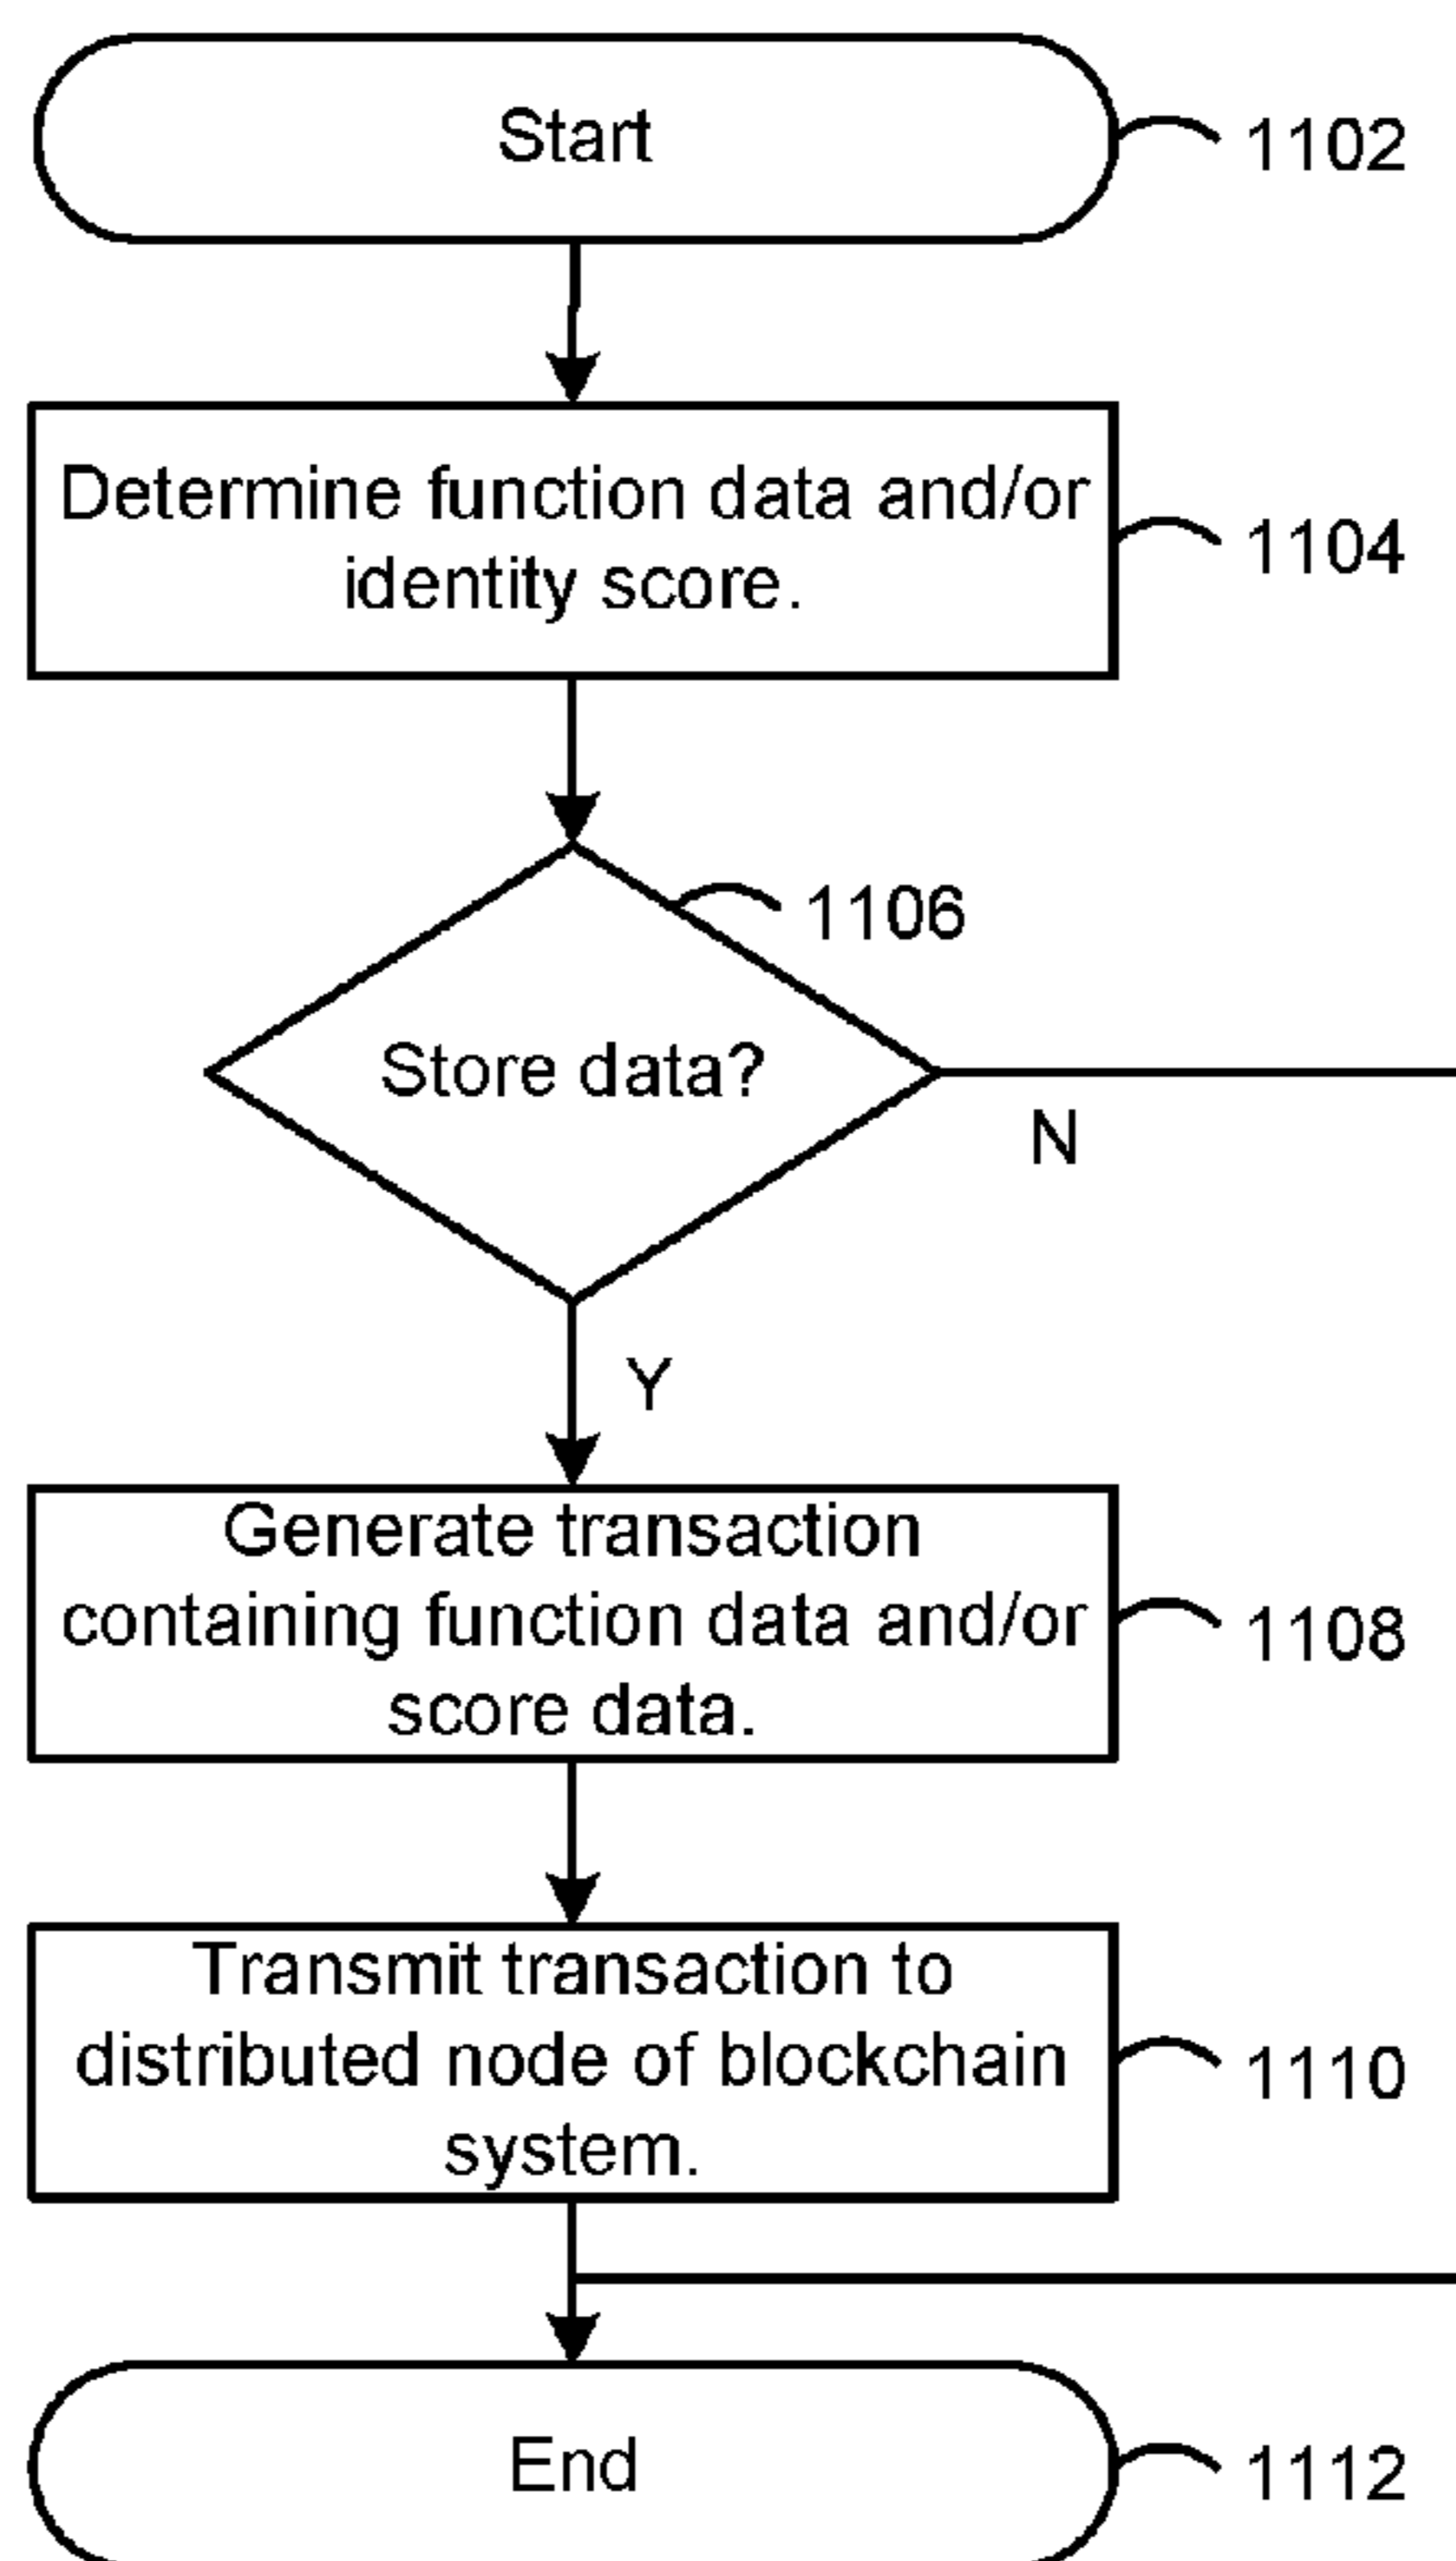 Start
1102
Determine function data and/or
identity score.
1104
1106
Store data?
N
Y
Generate transaction
containing function data and/or
score data.
1108
Transmit transaction to
distributed node of blockchain
system.
1110
End
1112